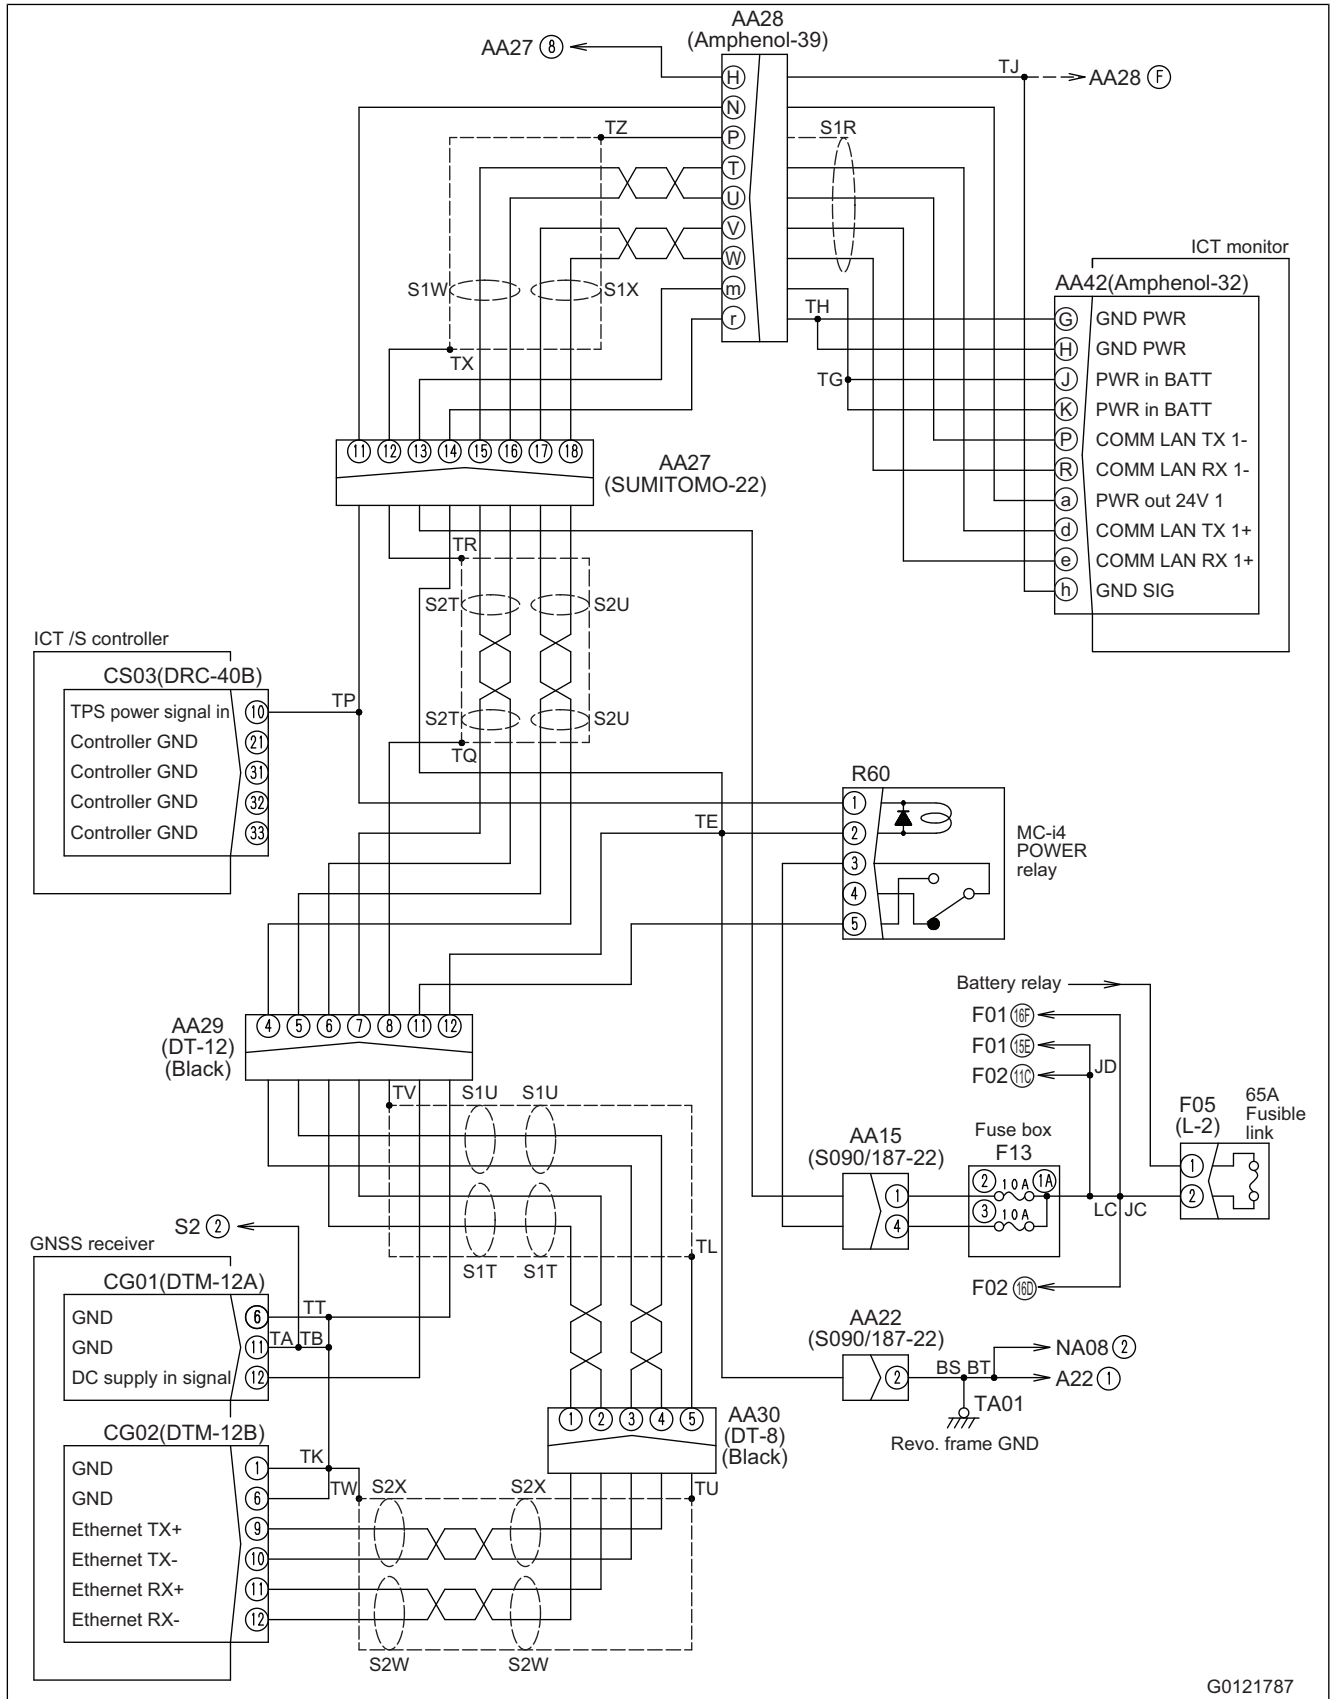 AA28
(Amphenol-39)
AA27 8
H
TJ
AA28 F
N
TZ
P
S1R
T
U
V
W
ICT monitor
S1W
S1X
m
AA42(Amphenol-32)
TH
r
G GND PWR
H GND PWR
TX
TG
J PWR in BATT
K PWR in BATT
P COMM LAN TX 1-
R COMM LAN RX 1-
a PWR out 24V 1
d COMM LAN TX 1+
e COMM LAN RX 1+
h GND SIG
11 12 13 14 15 16 17 18
AA27
(SUMITOMO-22)
TR
S2T
S2U
ICT /S controller
CS03(DRC-40B)
TP
TPS power signal in 10
S2T
S2U
Controller GND 21
TQ
Controller GND 31
Controller GND 32
Controller GND 33
R60
1
TE
2
3
4
5
MC-i4
POWER
relay
Battery relay
AA29
(DT-12)
(Black)
4 5 6 7 8 11 12
F01 16F
F01 15E
F02 11C
JD
TV
S1U
S1U
F05
(L-2)
65A
Fusible
link
AA15
(S090/187-22)
Fuse box
F13
1
2
1
4
2 10A 1A
3 10A
LC JC
S2 2
GNSS receiver
TL
S1T
S1T
CG01(DTM-12A)
F02 16D
GND 6
TT
GND 11
TA TB
DC supply in signal 12
AA22
(S090/187-22)
2
NA08 2
BS BT
A22 1
TA01
Revo. frame GND
1 2 3 4 5
AA30
(DT-8)
(Black)
CG02(DTM-12B)
GND 1
TK
GND 6
TW
S2X
S2X
TU
Ethernet TX+ 9
Ethernet TX- 10
Ethernet RX+ 11
Ethernet RX- 12
S2W
S2W
G0121787